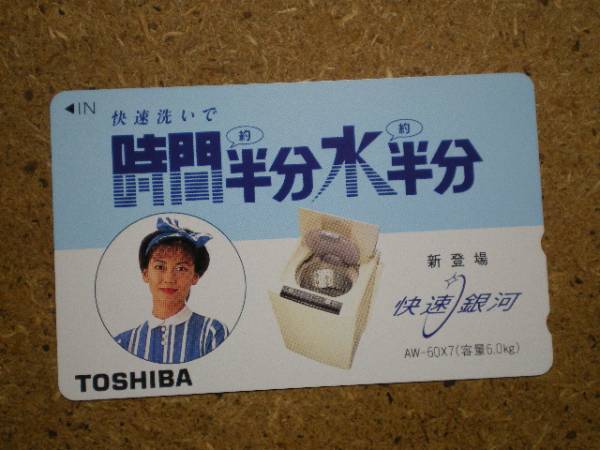 ◀IN
快速洗いで
時間約半分水約半分
新登場
快速銀河
AW-60X7(容量6.0kg)
TOSHIBA